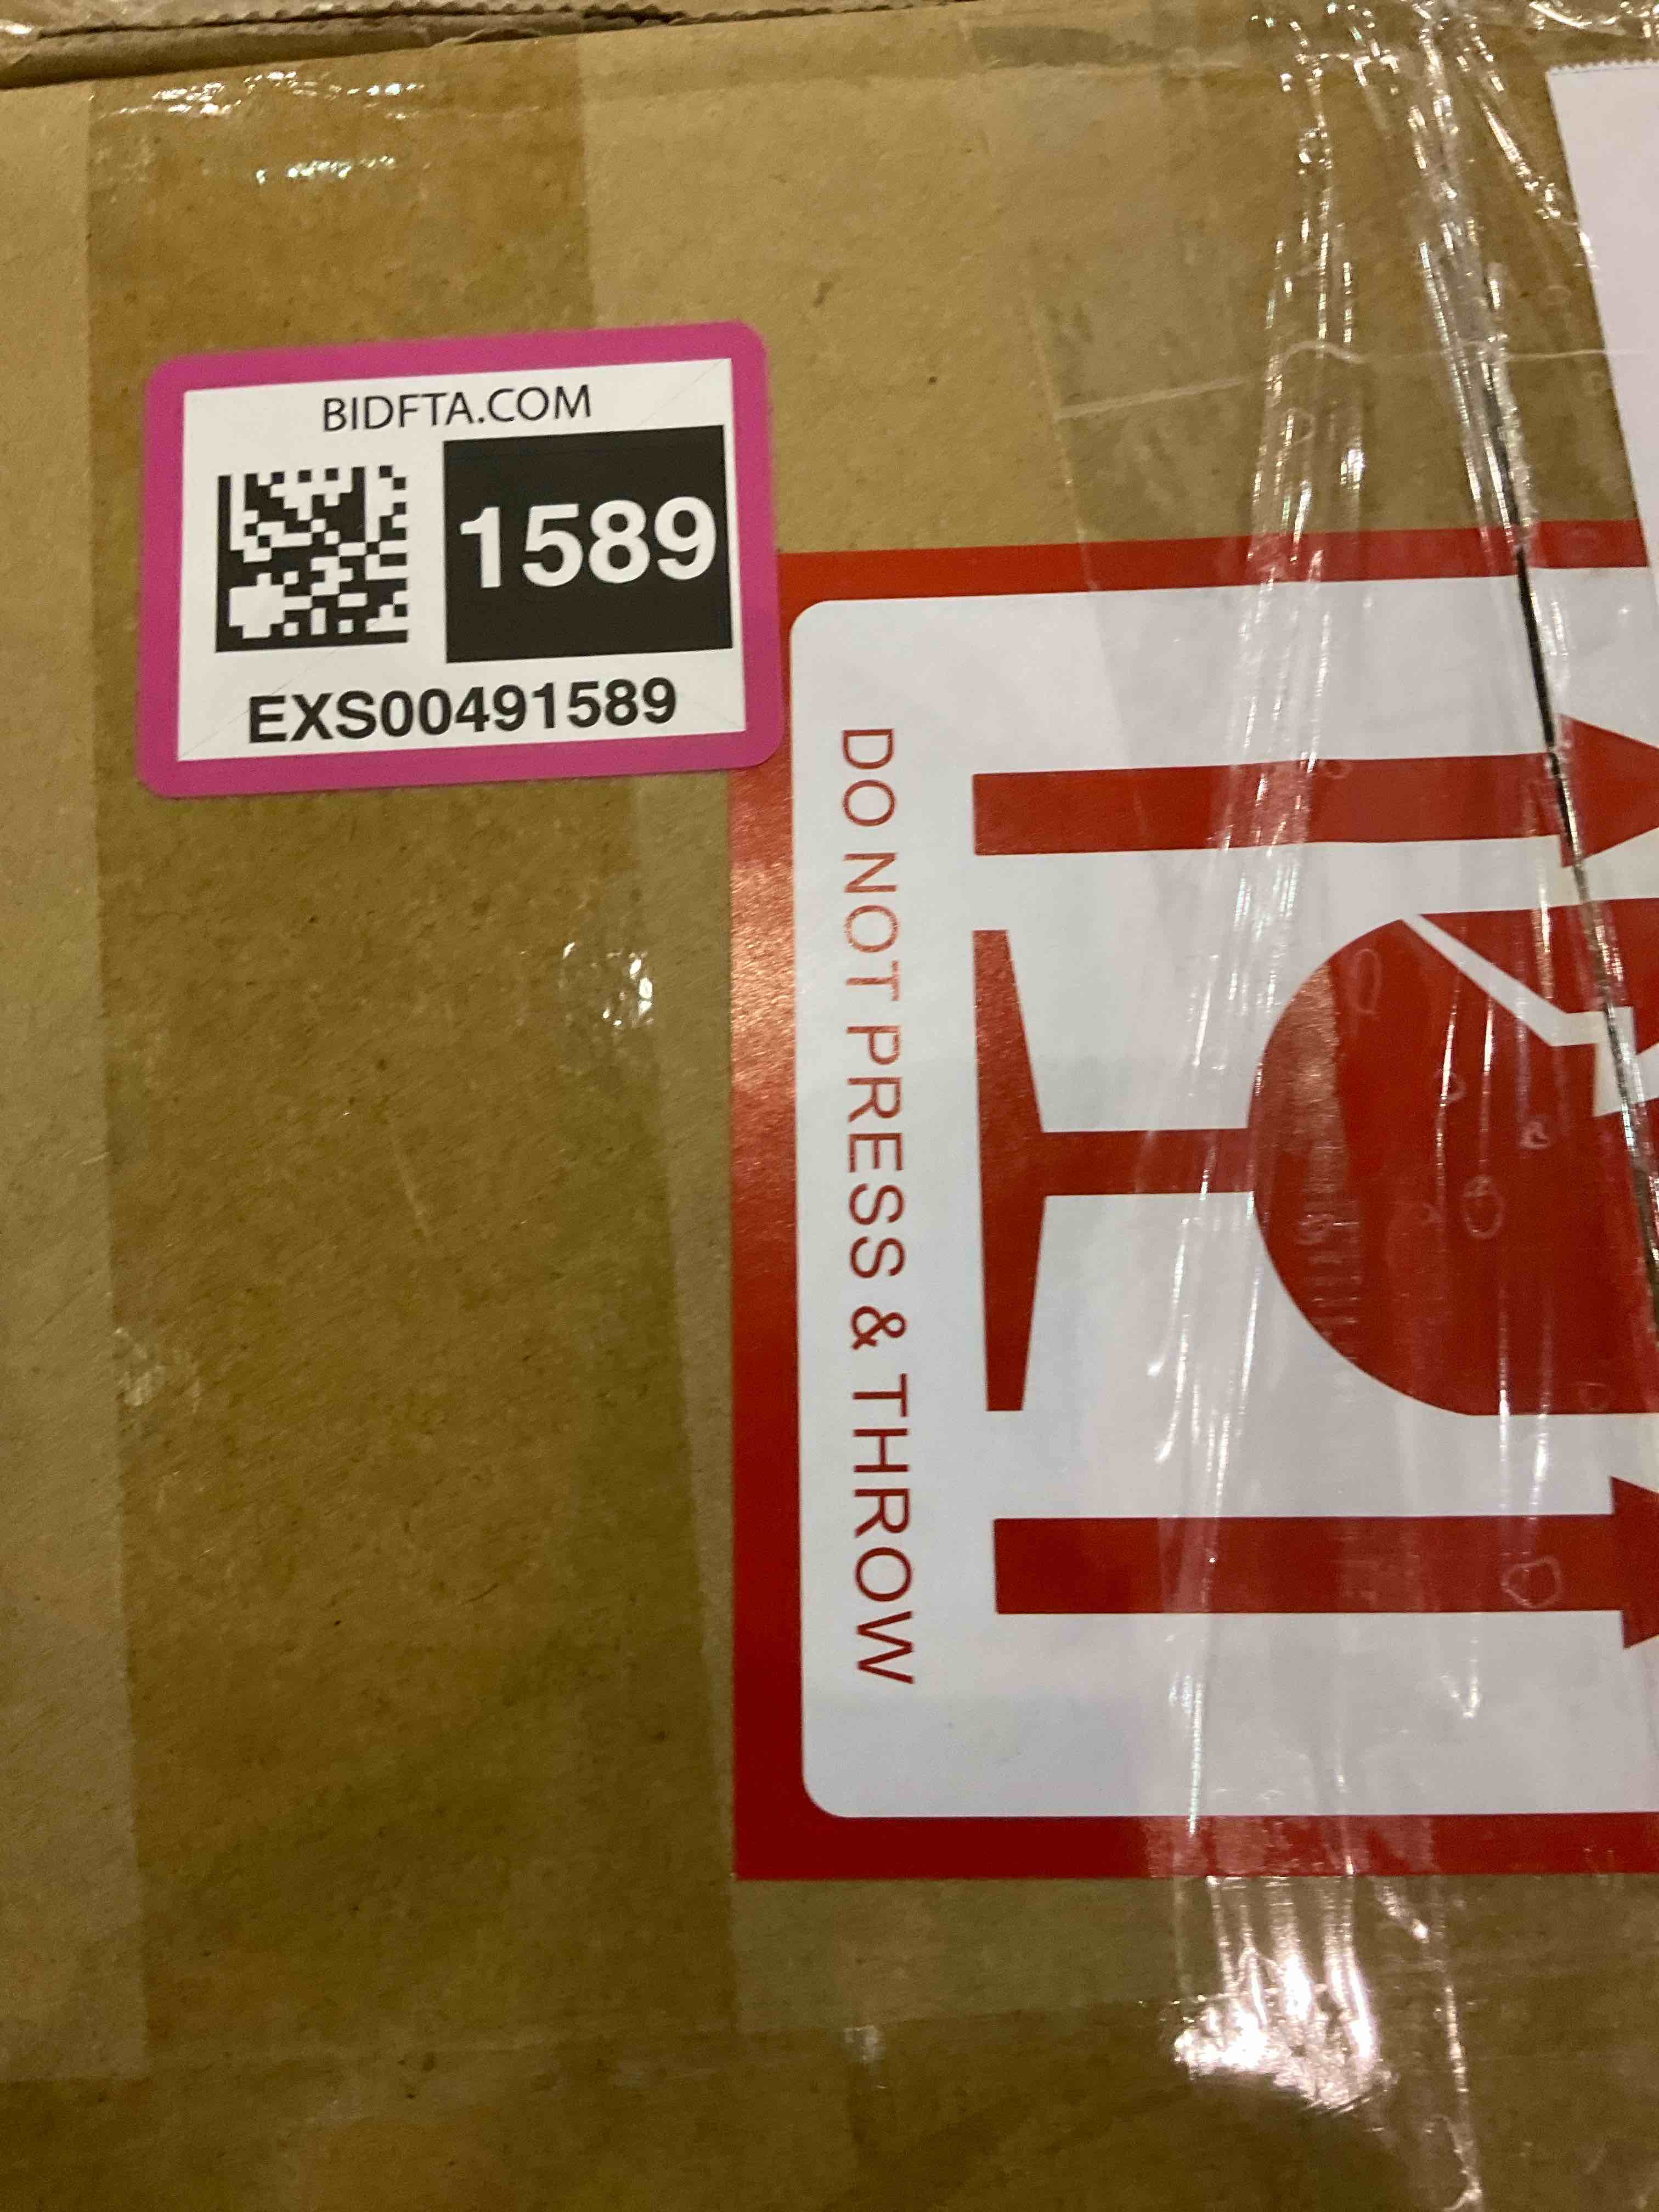 BIDFTA.COM
1589
EXS00491589
DO NOT PRESS & THROW